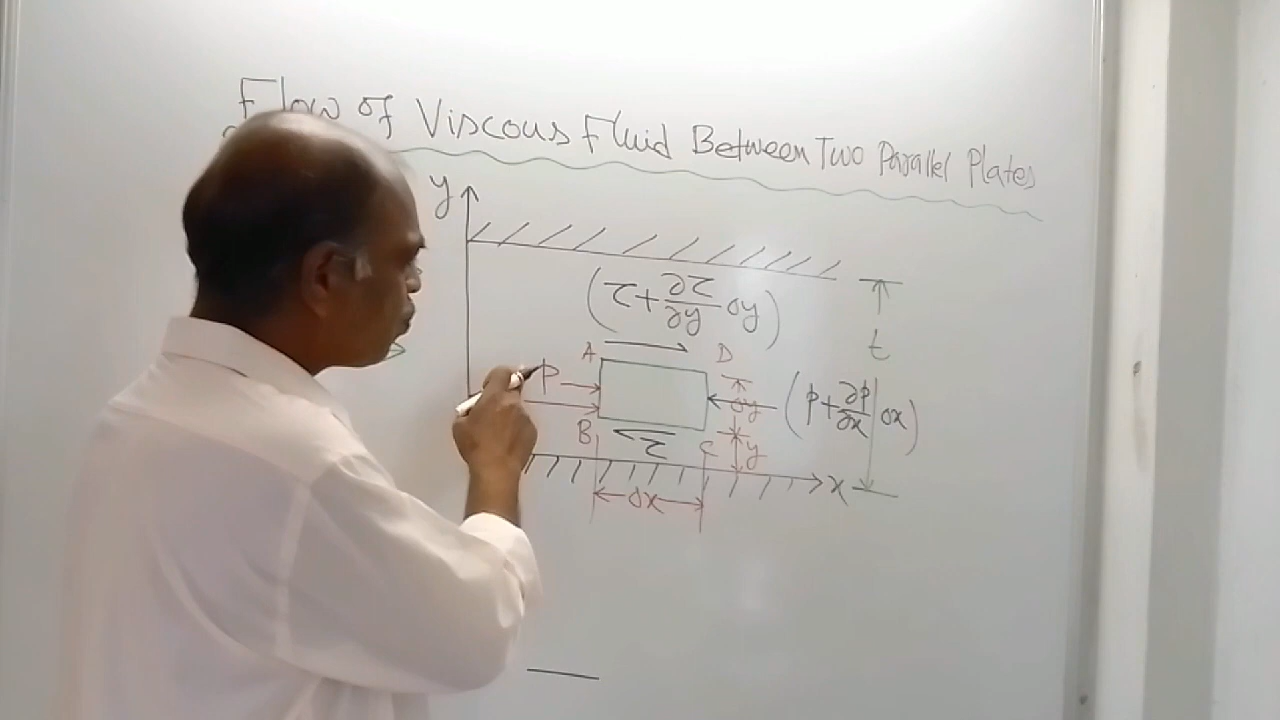 Flow of Viscous Fluid Between Two Parallel Plates
y
(τ + ∂τ/∂y Δy)
t
A D
p
Δy
(p + ∂p/∂x Δx)
B τ C y
x
Δx